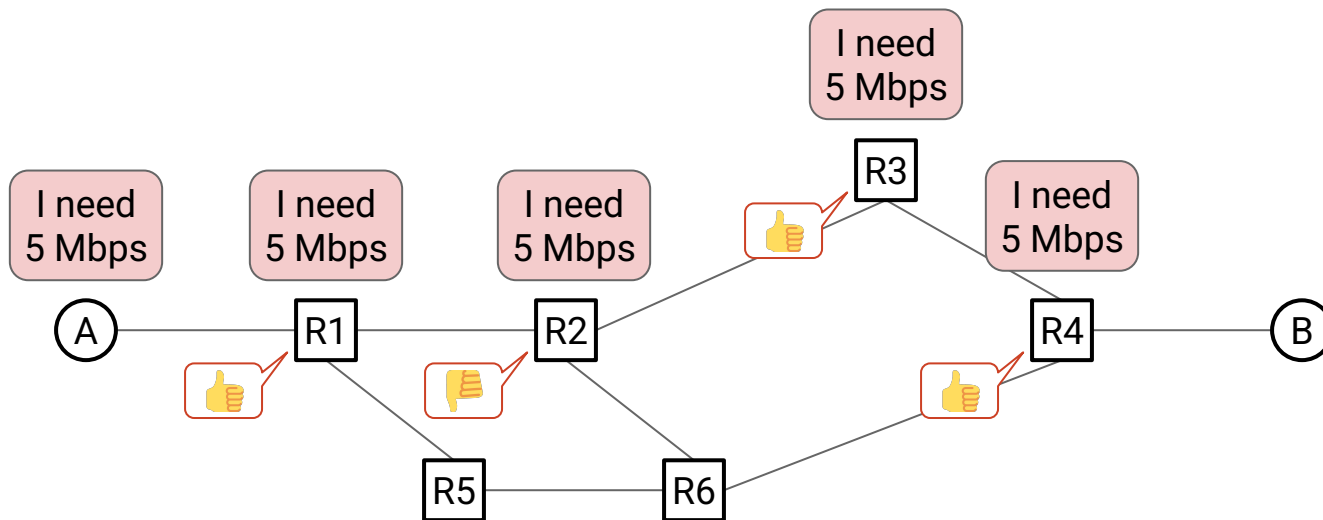 I need
5 Mbps
R3
I need
5 Mbps
I need
5 Mbps
I need
5 Mbps
I need
5 Mbps
A
R1
R2
R4
B
R5
R6